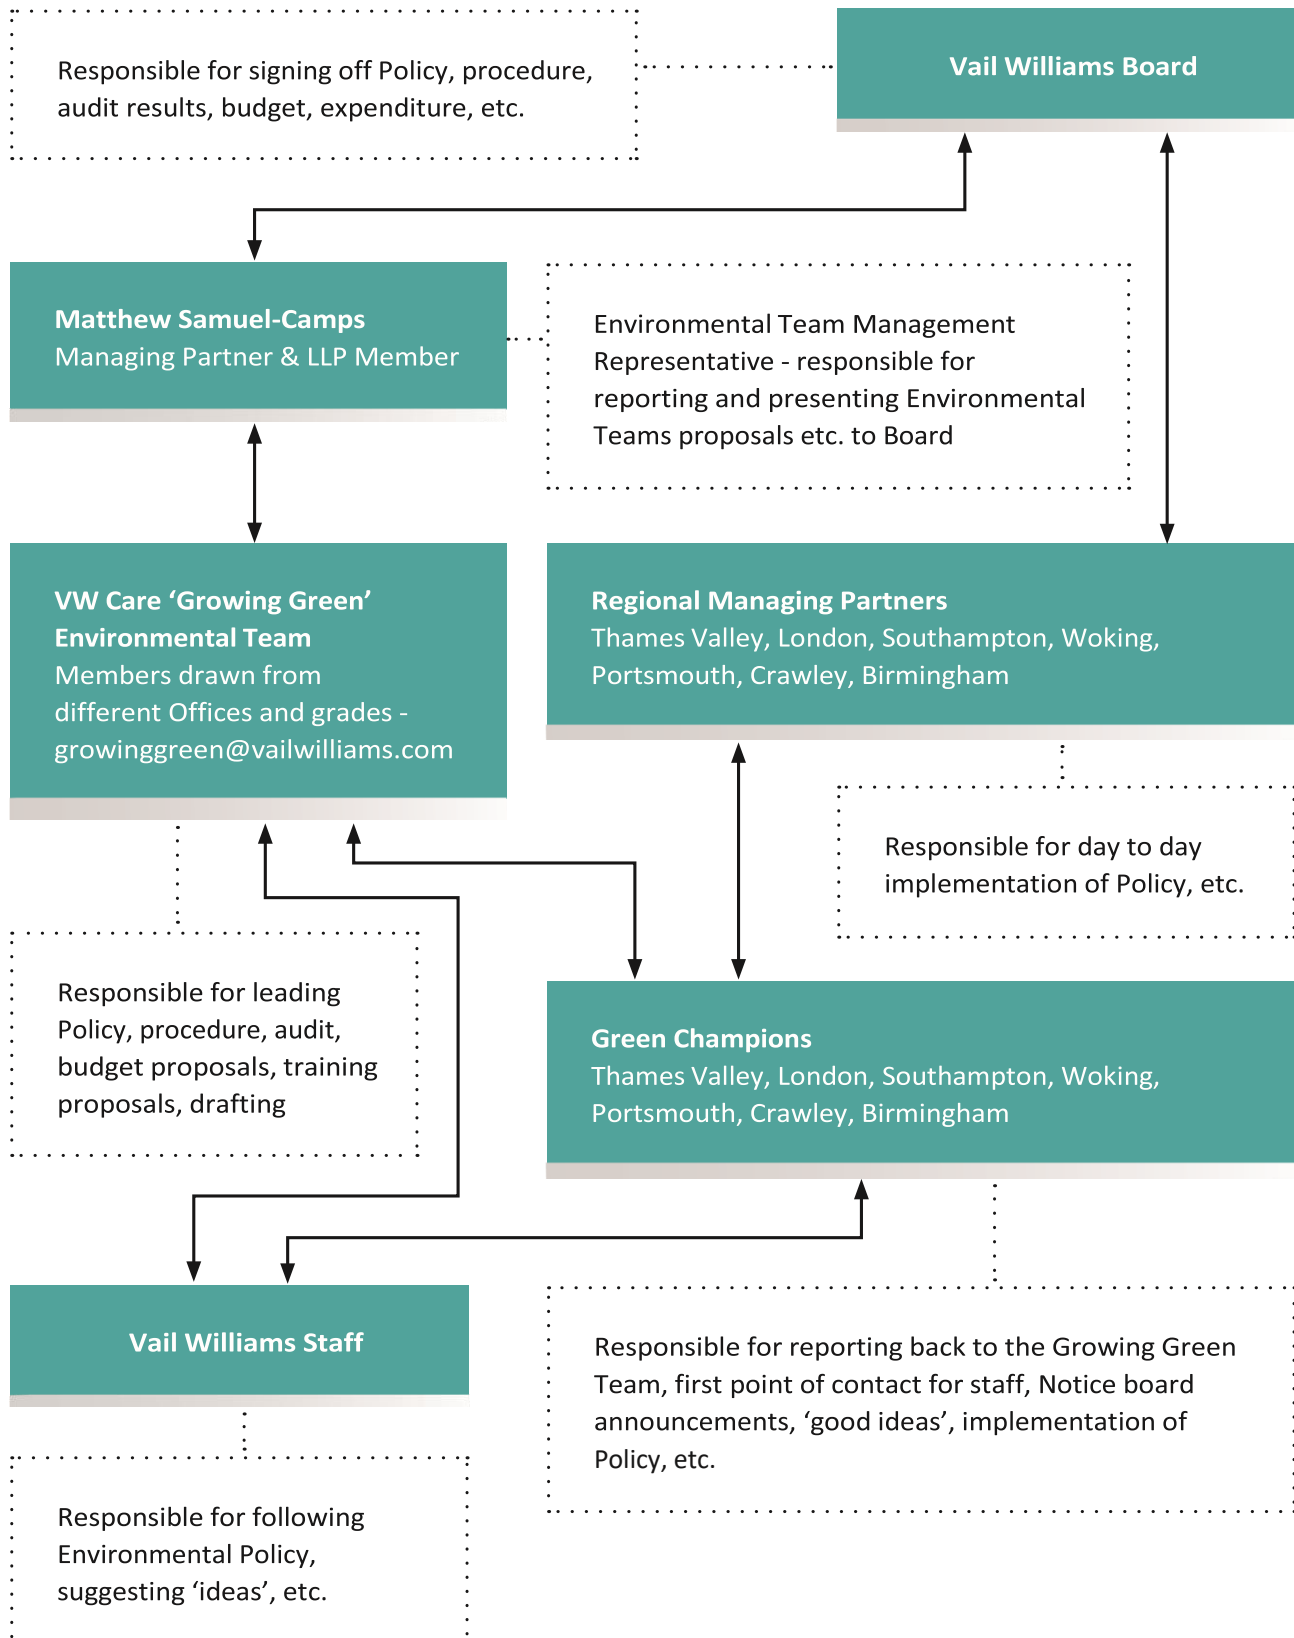 Responsible for signing off Policy, procedure,
audit results, budget, expenditure, etc.
Vail Williams Board
Matthew Samuel-Camps
Managing Partner & LLP Member
Environmental Team Management
Representative - responsible for
reporting and presenting Environmental
Teams proposals etc. to Board
VW Care ‘Growing Green’
Environmental Team
Members drawn from
different Offices and grades -
growinggreen@vailwilliams.com
Regional Managing Partners
Thames Valley, London, Southampton, Woking,
Portsmouth, Crawley, Birmingham
Responsible for day to day
implementation of Policy, etc.
Responsible for leading
Policy, procedure, audit,
budget proposals, training
proposals, drafting
Green Champions
Thames Valley, London, Southampton, Woking,
Portsmouth, Crawley, Birmingham
Vail Williams Staff
Responsible for reporting back to the Growing Green
Team, first point of contact for staff, Notice board
announcements, ‘good ideas’, implementation of
Policy, etc.
Responsible for following
Environmental Policy,
suggesting ‘ideas’, etc.